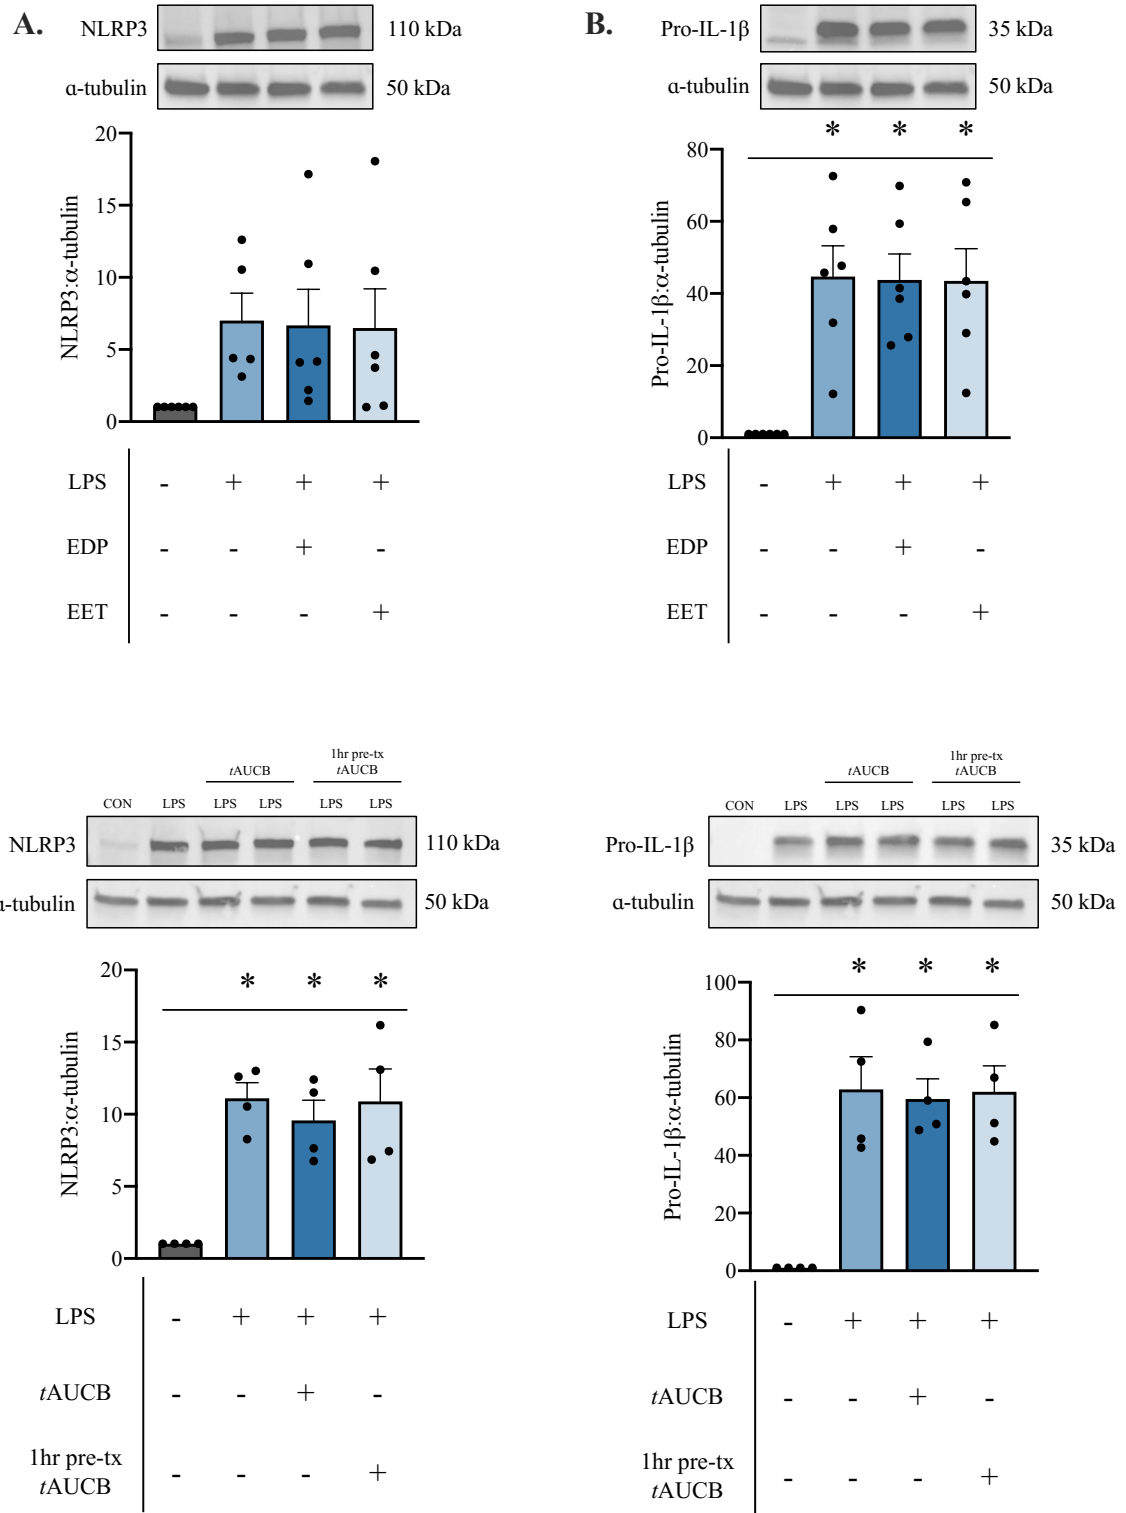 A.
NLRP3
110 kDa
α-tubulin
50 kDa
20
15
10
5
0
NLRP3:α-tubulin
LPS - + + +
EDP - - + -
EET - - - +
B.
Pro-IL-1β
35 kDa
α-tubulin
50 kDa
* * *
80
60
40
20
0
Pro-IL-1β:α-tubulin
LPS - + + +
EDP - - + -
EET - - - +
1hr pre-tx
tAUCB
tAUCB
CON LPS LPS LPS LPS LPS
NLRP3
110 kDa
α-tubulin
50 kDa
* * *
20
15
10
5
0
NLRP3:α-tubulin
LPS - + + +
tAUCB - - + -
1hr pre-tx
tAUCB
- - - +
1hr pre-tx
tAUCB
tAUCB
CON LPS LPS LPS LPS LPS
Pro-IL-1β
35 kDa
α-tubulin
50 kDa
* * *
100
80
60
40
20
0
Pro-IL-1β:α-tubulin
LPS - + + +
tAUCB - - + -
1hr pre-tx
tAUCB
- - - +